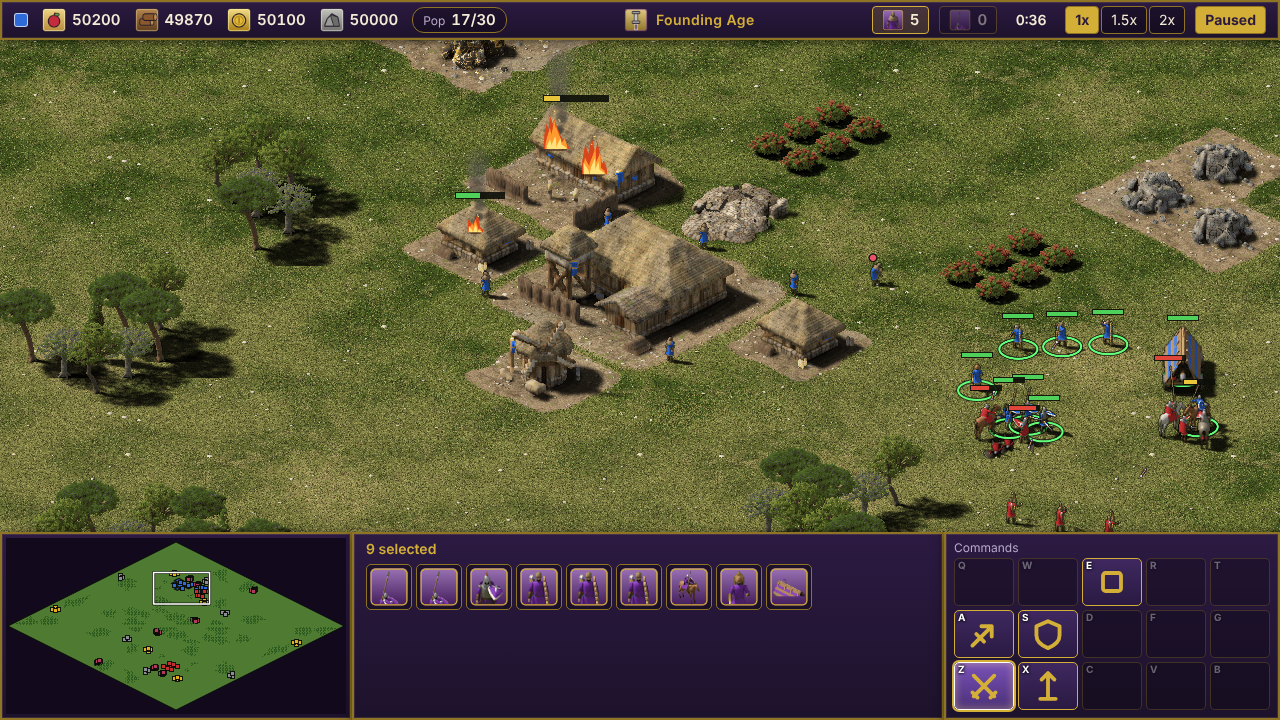 50200
49870
50100
50000
Pop 17/30
Founding Age
5
0
0:36
1x
1.5x
2x
Paused
9 selected
Commands
Q W E R T
A S D F G
Z X C V B